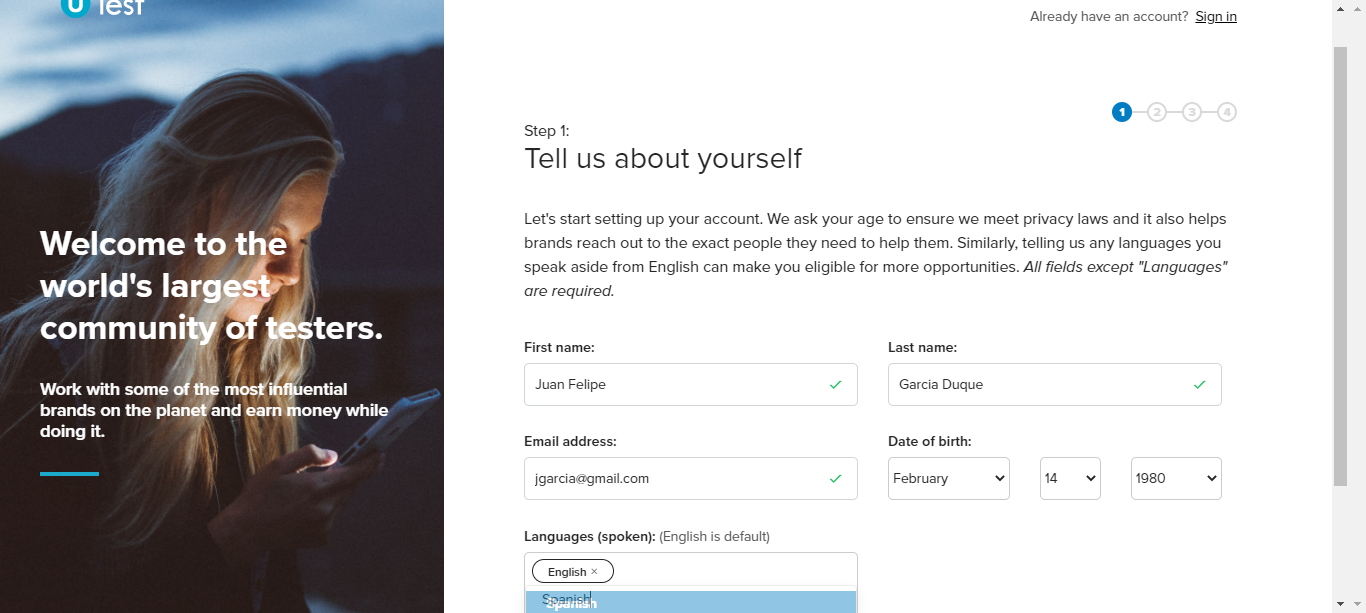 U Test
Already have an account? Sign in
1 2 3 4
Step 1:
Tell us about yourself
Let's start setting up your account. We ask your age to ensure we meet privacy laws and it also helps
brands reach out to the exact people they need to help them. Similarly, telling us any languages you
speak aside from English can make you eligible for more opportunities. All fields except "Languages"
are required.
Welcome to the
world's largest
community of testers.
Work with some of the most influential
brands on the planet and earn money while
doing it.
First name: Last name:
Juan Felipe Garcia Duque
Email address: Date of birth:
jgarcia@gmail.com February 14 1980
Languages (spoken): (English is default)
English ×
Spanish
Spanish